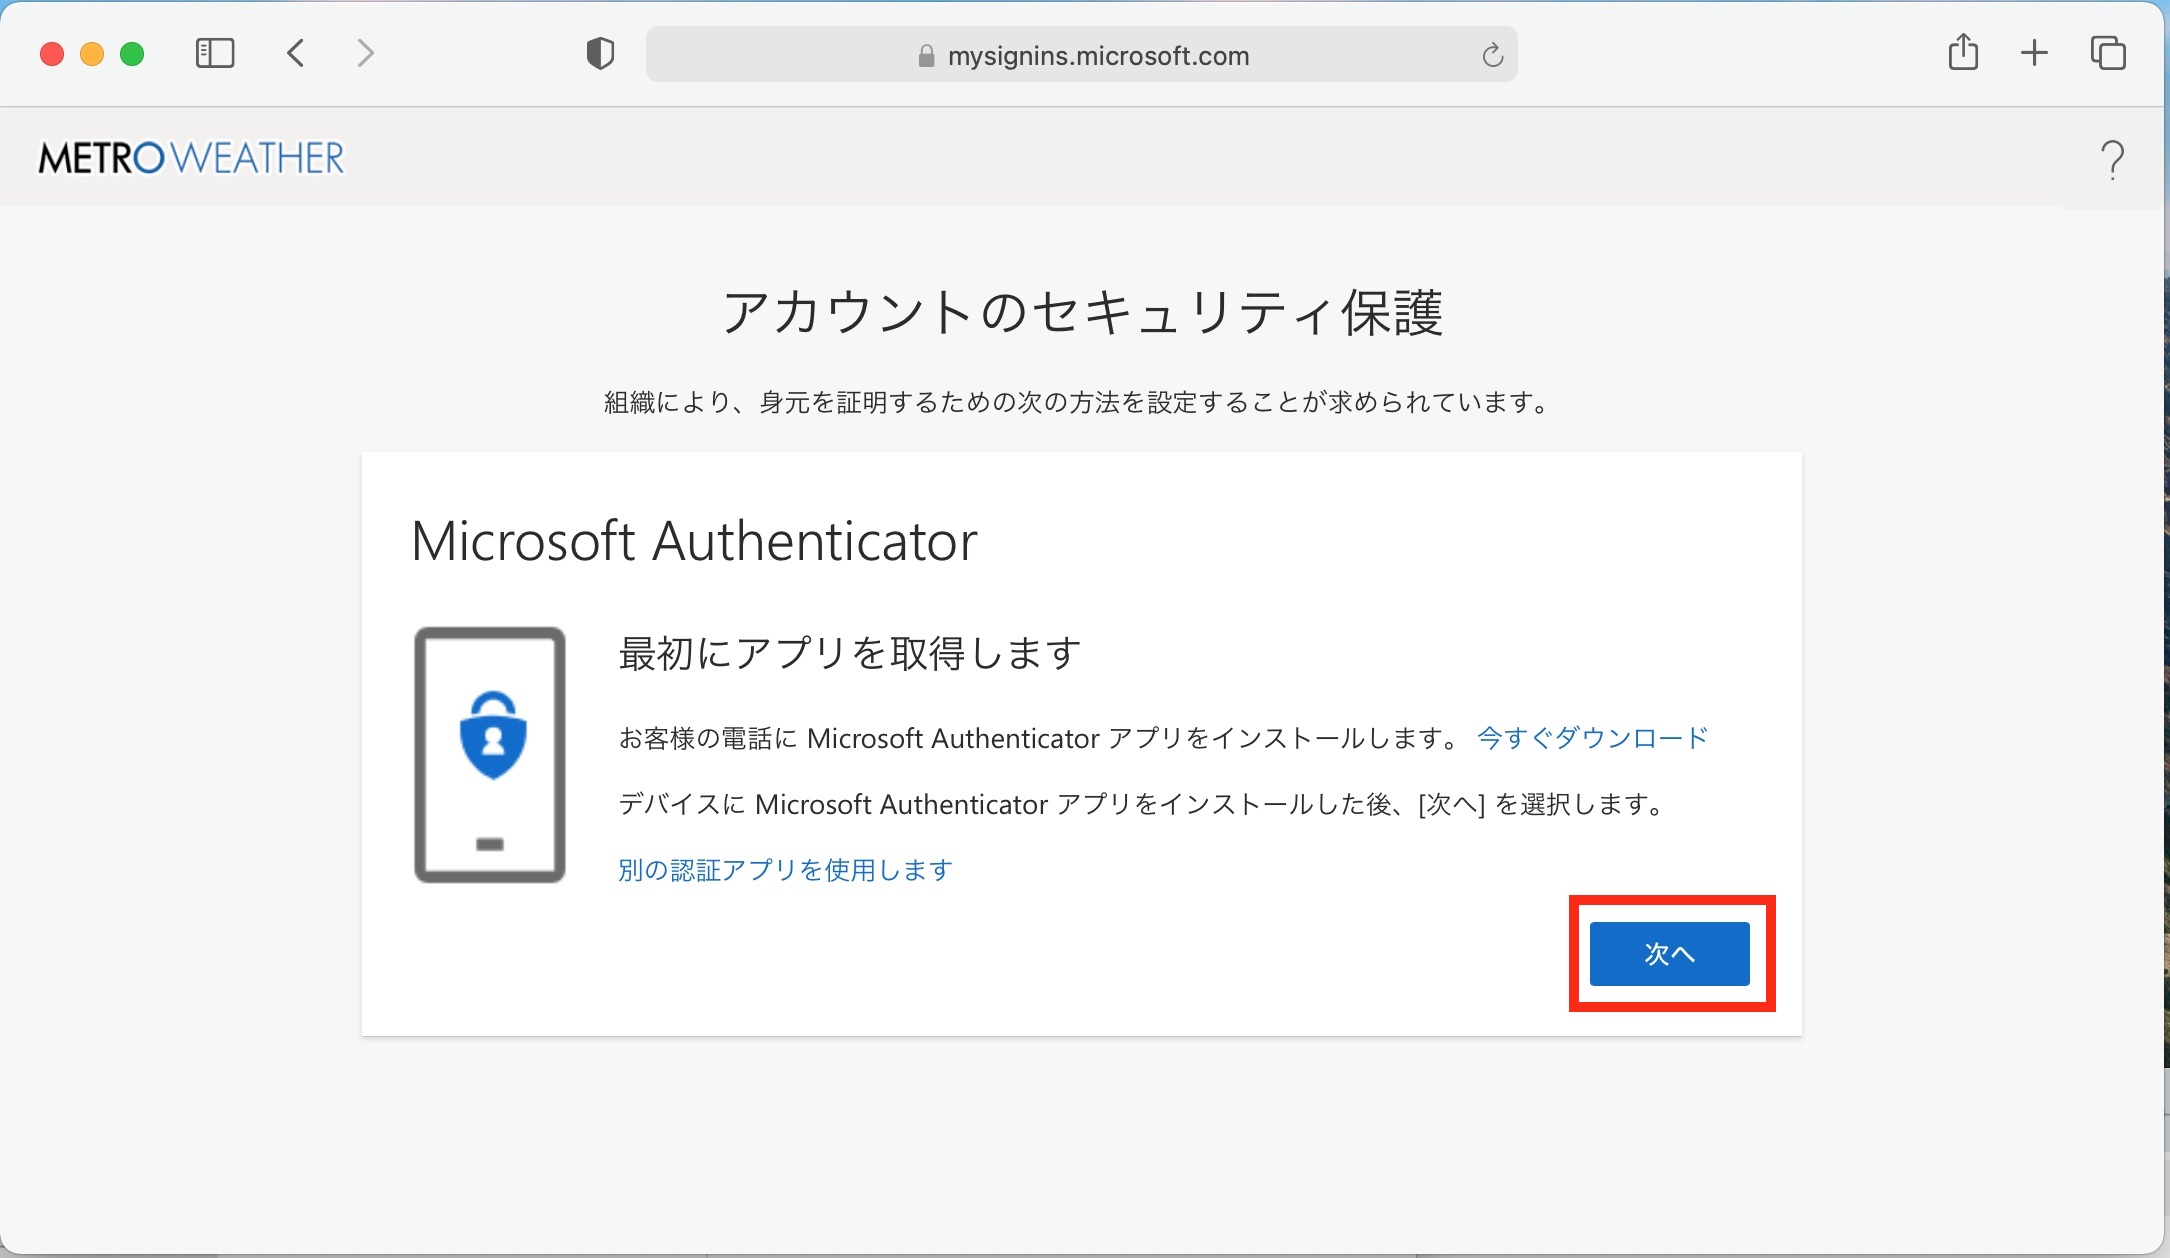 mysignins.microsoft.com
METROWEATHER
アカウントのセキュリティ保護
組織により、身元を証明するための次の方法を設定することが求められています。
Microsoft Authenticator
最初にアプリを取得します
お客様の電話に Microsoft Authenticator アプリをインストールします。 今すぐダウンロード
デバイスに Microsoft Authenticator アプリをインストールした後、[次へ] を選択します。
別の認証アプリを使用します
次へ